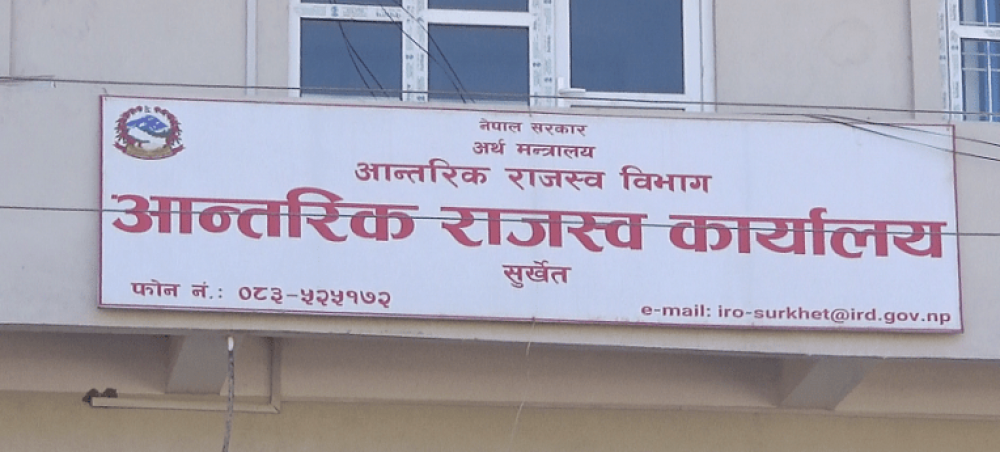 नेपाल सरकार
अर्थ मन्त्रालय
आन्तरिक राजस्व विभाग
आन्तरिक राजस्व कार्यालय
सुर्खेत
फोन नं.: ०८३-५२५१७२
e-mail: iro-surkhet@ird.gov.np